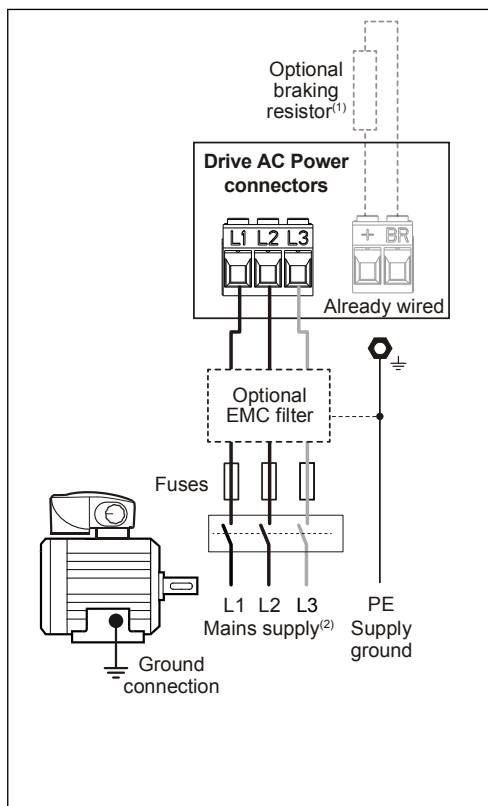 Optional
braking
resistor(1)
Drive AC Power
connectors
L1 L2 L3
+ BR
Already wired
Optional
EMC filter
Fuses
L1 L2 L3
Mains supply(2)
PE
Supply
ground
Ground
connection